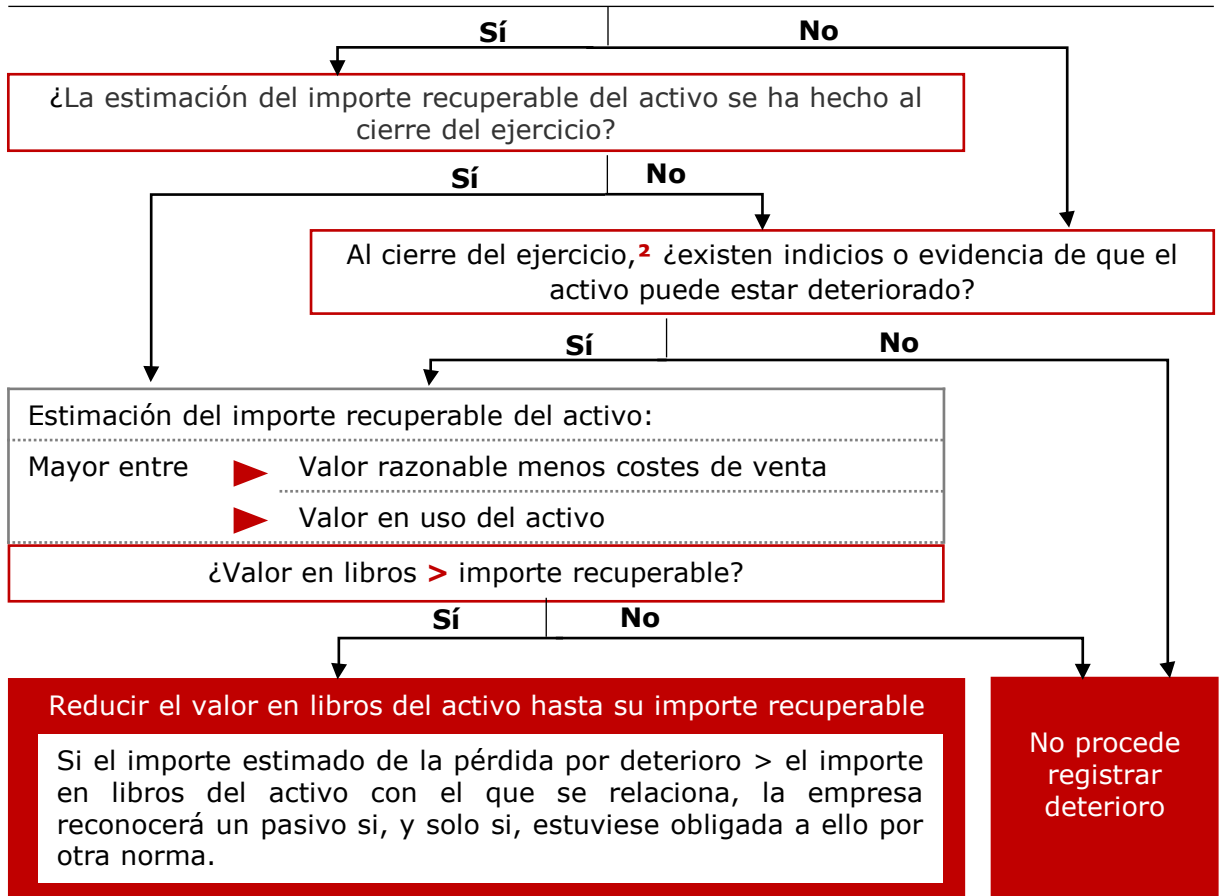 Sí
No
¿La estimación del importe recuperable del activo se ha hecho al
cierre del ejercicio?
Sí
No
Al cierre del ejercicio,² ¿existen indicios o evidencia de que el
activo puede estar deteriorado?
Sí
No
Estimación del importe recuperable del activo:
Mayor entre
Valor razonable menos costes de venta
Valor en uso del activo
¿Valor en libros > importe recuperable?
Sí
No
Reducir el valor en libros del activo hasta su importe recuperable
Si el importe estimado de la pérdida por deterioro > el importe
en libros del activo con el que se relaciona, la empresa
reconocerá un pasivo si, y solo si, estuviese obligada a ello por
otra norma.
No procede
registrar
deterioro